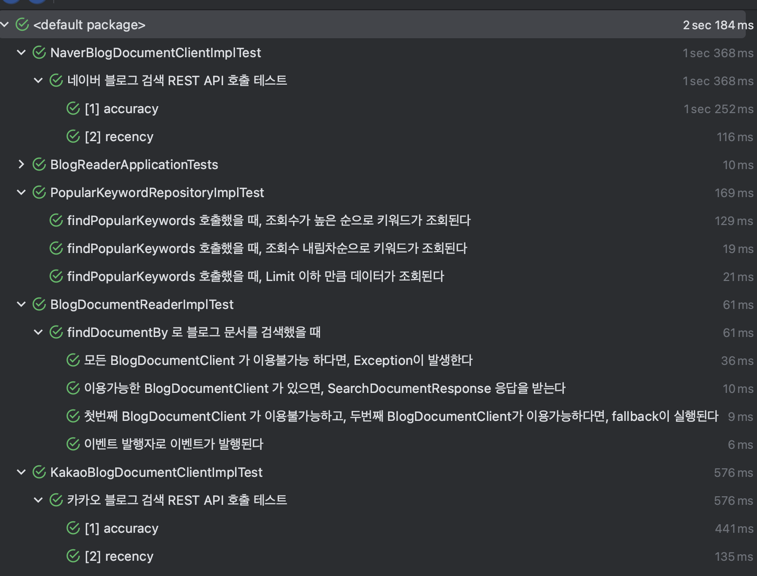 <default package> 2 sec 184 ms
NaverBlogDocumentClientImplTest 1 sec 368 ms
네이버 블로그 검색 REST API 호출 테스트 1 sec 368 ms
[1] accuracy 1 sec 252 ms
[2] recency 116 ms
BlogReaderApplicationTests 10 ms
PopularKeywordRepositoryImplTest 169 ms
findPopularKeywords 호출했을 때, 조회수가 높은 순으로 키워드가 조회된다 129 ms
findPopularKeywords 호출했을 때, 조회수 내림차순으로 키워드가 조회된다 19 ms
findPopularKeywords 호출했을 때, Limit 이하 만큼 데이터가 조회된다 21 ms
BlogDocumentReaderImplTest 61 ms
findDocumentBy 로 블로그 문서를 검색했을 때 61 ms
모든 BlogDocumentClient 가 이용불가능 하다면, Exception이 발생한다 36 ms
이용가능한 BlogDocumentClient 가 있으면, SearchDocumentResponse 응답을 받는다 10 ms
첫번째 BlogDocumentClient 가 이용불가능하고, 두번째 BlogDocumentClient가 이용가능하다면, fallback이 실행된다 9 ms
이벤트 발행자로 이벤트가 발행된다 6 ms
KakaoBlogDocumentClientImplTest 576 ms
카카오 블로그 검색 REST API 호출 테스트 576 ms
[1] accuracy 441 ms
[2] recency 135 ms